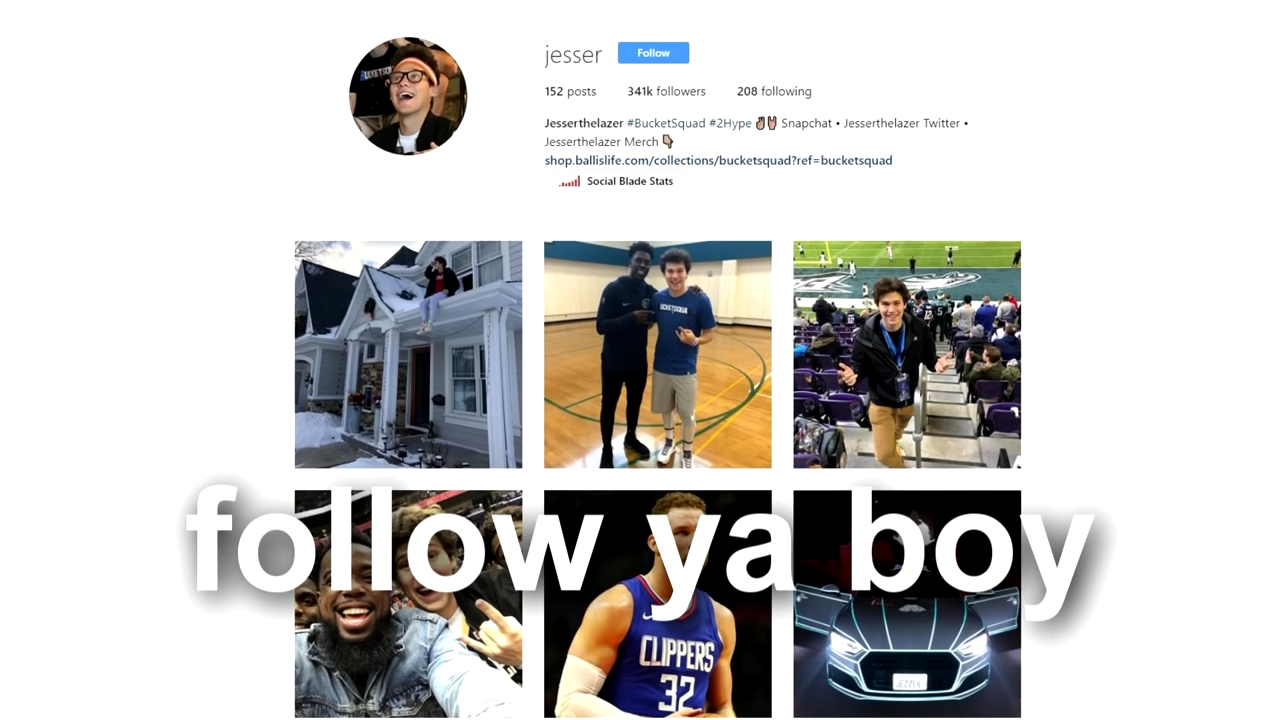 jesser Follow
152 posts 341k followers 208 following
Jesserthelazer #BucketSquad #2Hype ✌🏽🤘🏽 Snapchat • Jesserthelazer Twitter •
Jesserthelazer Merch 👇🏽
shop.ballislife.com/collections/bucketsquad?ref=bucketsquad
Social Blade Stats
follow ya boy
CLIPPERS
32